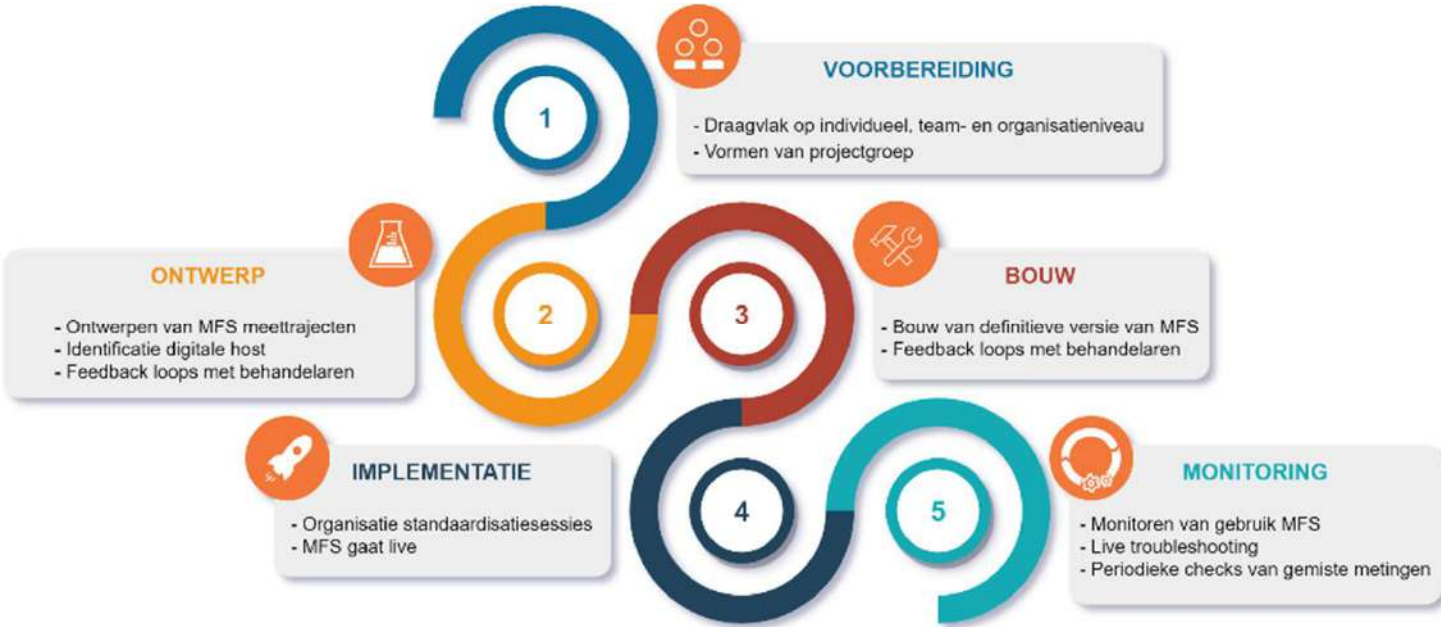 1
VOORBEREIDING
- Draagvlak op individueel, team- en organisatieniveau
- Vormen van projectgroep
2
ONTWERP
- Ontwerpen van MFS meettrajecten
- Identificatie digitale host
- Feedback loops met behandelaren
3
BOUW
- Bouw van definitieve versie van MFS
- Feedback loops met behandelaren
4
IMPLEMENTATIE
- Organisatie standaardisatiesessies
- MFS gaat live
5
MONITORING
- Monitoren van gebruik MFS
- Live troubleshooting
- Periodieke checks van gemiste metingen